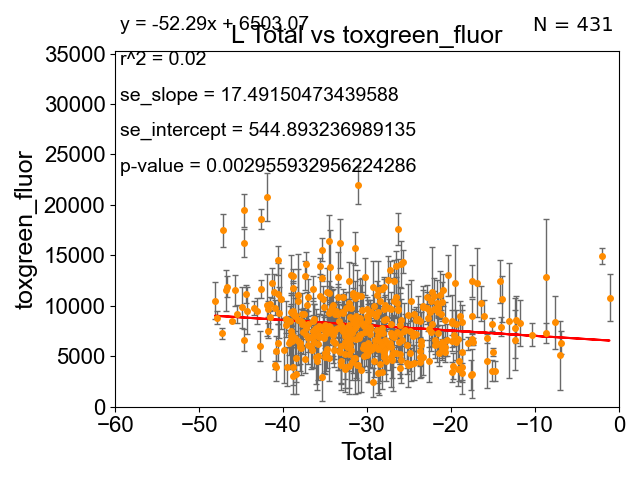 y = -52.29x + 6503.07
N = 431
L Total vs toxgreen_fluor
r^2 = 0.02
se_slope = 17.49150473439588
se_intercept = 544.893236989135
p-value = 0.002955932956224286
35000
30000
25000
20000
15000
10000
5000
0
toxgreen_fluor
−60
−50
−40
−30
−20
−10
0
Total